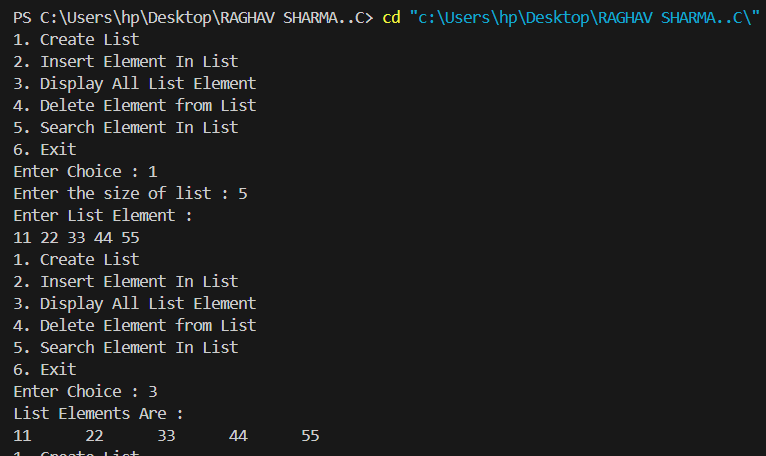 PS C:\Users\hp\Desktop\RAGHAV SHARMA..C> cd "c:\Users\hp\Desktop\RAGHAV SHARMA..C\"
1. Create List
2. Insert Element In List
3. Display All List Element
4. Delete Element from List
5. Search Element In List
6. Exit
Enter Choice : 1
Enter the size of list : 5
Enter List Element :
11 22 33 44 55
1. Create List
2. Insert Element In List
3. Display All List Element
4. Delete Element from List
5. Search Element In List
6. Exit
Enter Choice : 3
List Elements Are :
11      22      33      44      55
1. Create List